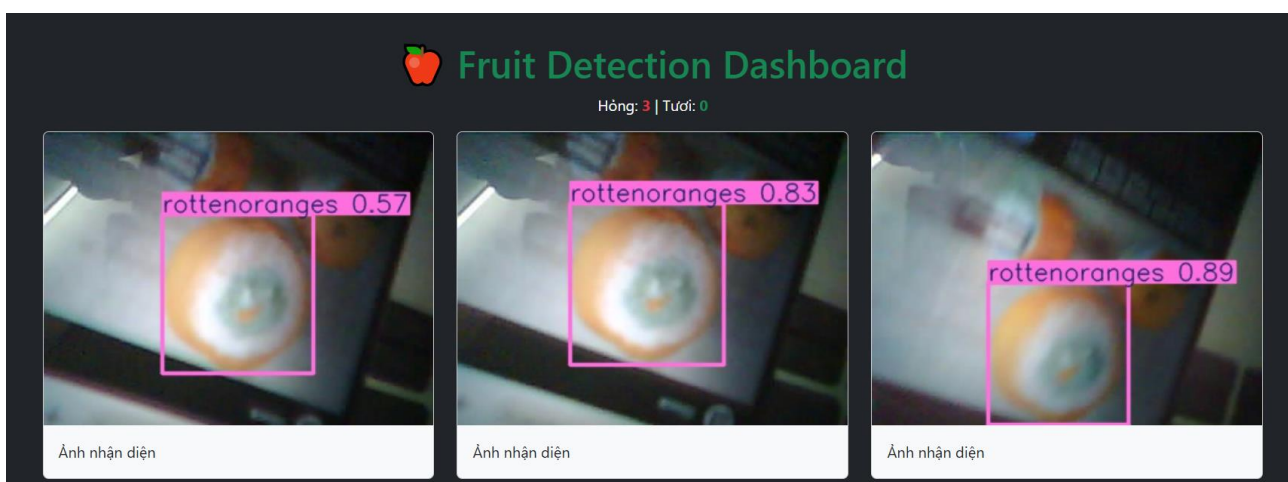 Fruit Detection Dashboard
Hỏng: 3 | Tươi: 0
rottenoranges 0.57
rottenoranges 0.83
rottenoranges 0.89
Ảnh nhận diện
Ảnh nhận diện
Ảnh nhận diện